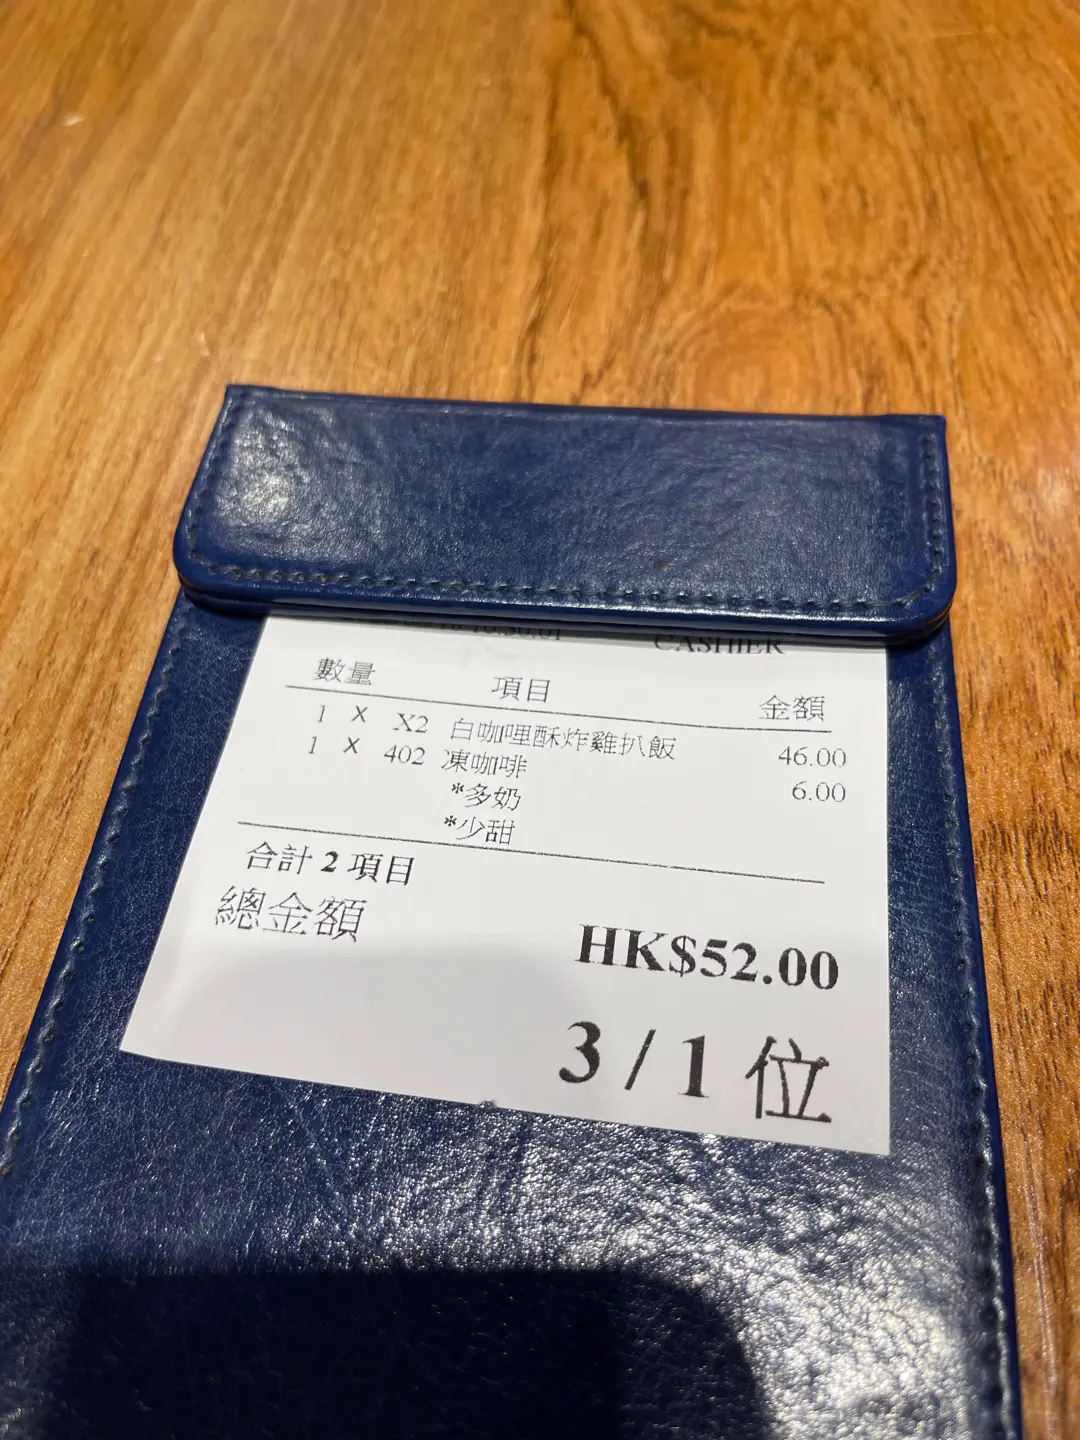 CASHIER
數量 項目 金額
1 X X2 白咖哩酥炸雞扒飯 46.00
1 X 402 凍咖啡 6.00
*多奶
*少甜
合計 2 項目
總金額 HK$52.00
3 / 1 位